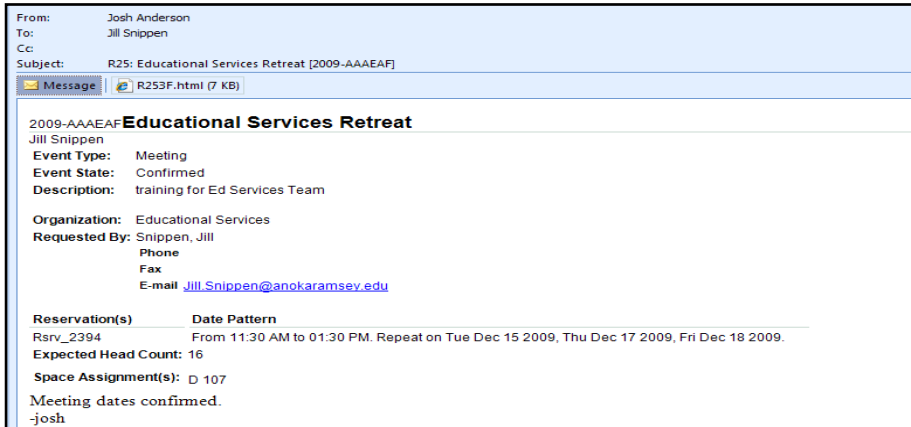 From: Josh Anderson
To: Jill Snippen
Cc:
Subject: R25: Educational Services Retreat [2009-AAAEAF]
Message R253F.html (7 KB)
2009-AAAEAF Educational Services Retreat
Jill Snippen
Event Type: Meeting
Event State: Confirmed
Description: training for Ed Services Team
Organization: Educational Services
Requested By: Snippen, Jill
Phone
Fax
E-mail Jill.Snippen@anokaramsey.edu
Reservation(s) Date Pattern
Rsrv_2394 From 11:30 AM to 01:30 PM. Repeat on Tue Dec 15 2009, Thu Dec 17 2009, Fri Dec 18 2009.
Expected Head Count: 16
Space Assignment(s): D 107
Meeting dates confirmed.
-josh